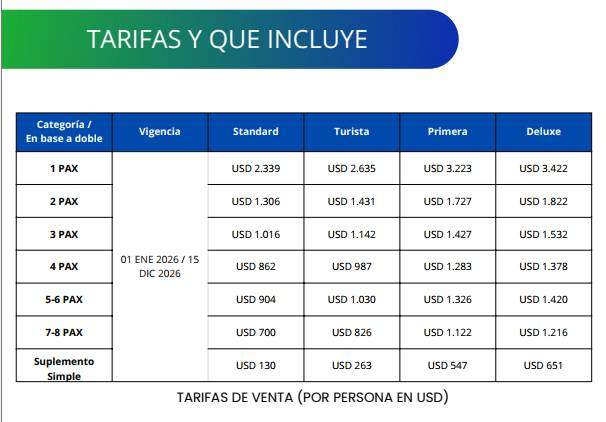 TARIFAS Y QUE INCLUYE
Categoría / En base a doble | Vigencia | Standard | Turista | Primera | Deluxe
1 PAX | 01 ENE 2026 / 15 DIC 2026 | USD 2.339 | USD 2.635 | USD 3.223 | USD 3.422
2 PAX | USD 1.306 | USD 1.431 | USD 1.727 | USD 1.822
3 PAX | USD 1.016 | USD 1.142 | USD 1.427 | USD 1.532
4 PAX | USD 862 | USD 987 | USD 1.283 | USD 1.378
5-6 PAX | USD 904 | USD 1.030 | USD 1.326 | USD 1.420
7-8 PAX | USD 700 | USD 826 | USD 1.122 | USD 1.216
Suplemento Simple | USD 130 | USD 263 | USD 547 | USD 651
TARIFAS DE VENTA (POR PERSONA EN USD)